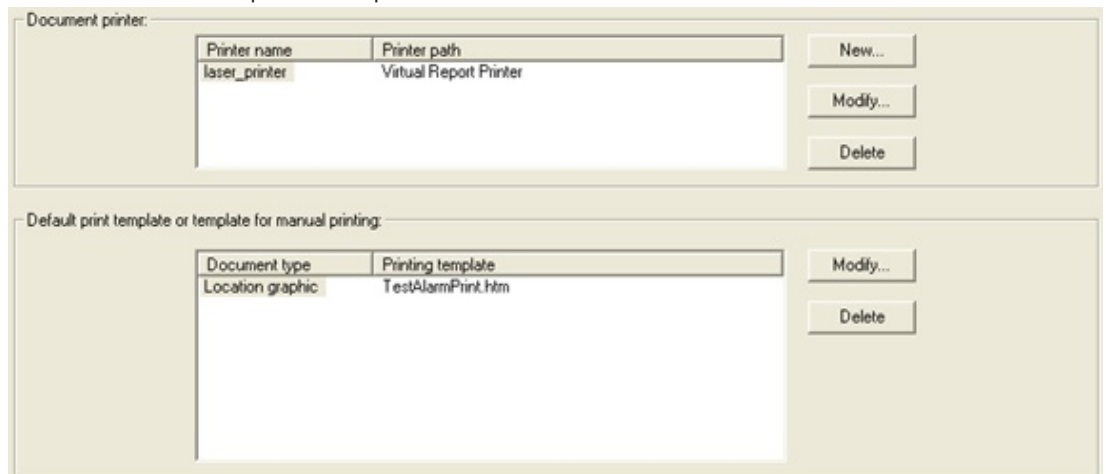 Document printer:
Printer name Printer path New...
laser_printer Virtual Report Printer
Modify...
Delete
Default print template or template for manual printing:
Document type Printing template Modify...
Location graphic TestAlarmPrint.htm
Delete